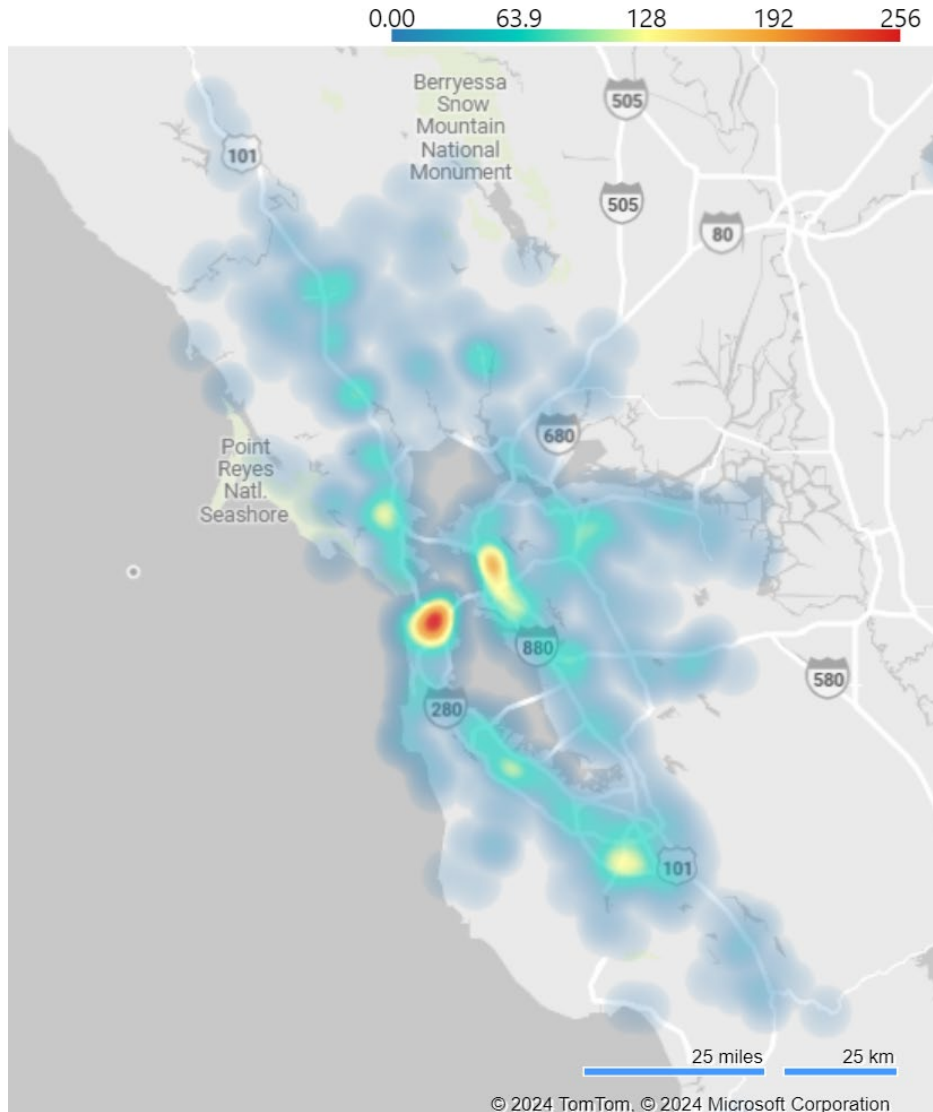 0.00 63.9 128 192 256
Berryessa
Snow
Mountain
National
Monument
505
101
505
80
680
Point
Reyes
Natl.
Seashore
880
580
280
101
25 miles 25 km
© 2024 TomTom, © 2024 Microsoft Corporation